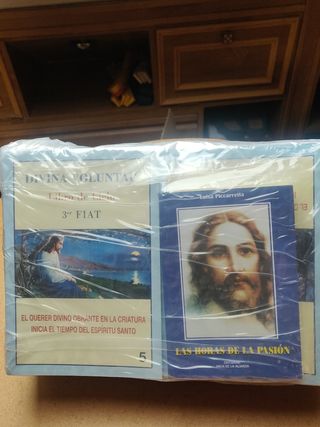 DIVINA VOLUNTAD
Libro de Cielo
3er FIAT
EL QUERER DIVINO OBRANTE EN LA CRIATURA
INICIA EL TIEMPO DEL ESPIRITU SANTO
5
Luisa Piccarreta
LAS HORAS DE LA PASIÓN